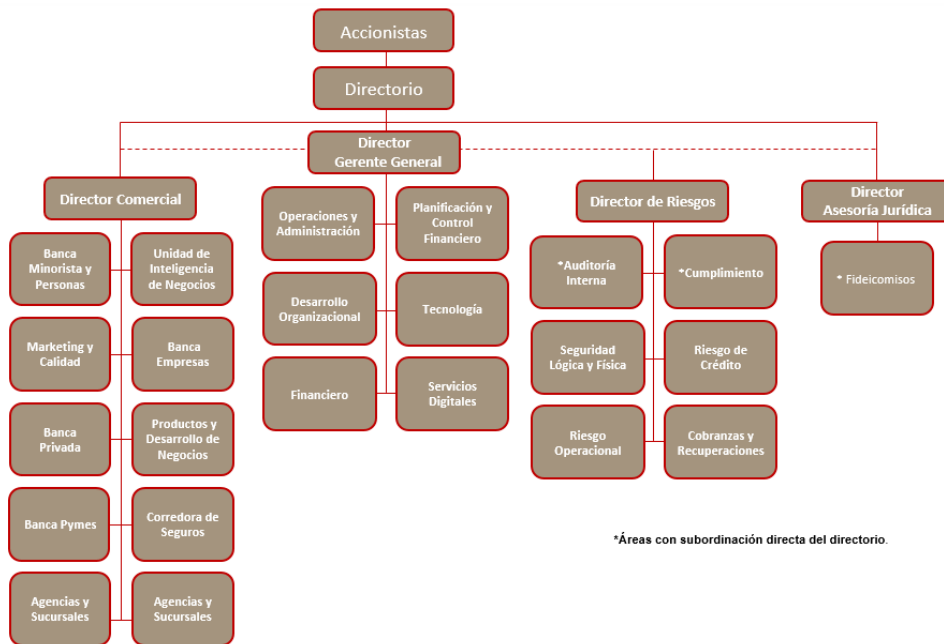 Accionistas
Directorio
Director
Gerente General
Director Comercial
Director de Riesgos
Director
Asesoría Jurídica
Operaciones y
Administración
Planificación y
Control
Financiero
Banca
Minorista y
Personas
Unidad de
Inteligencia
de Negocios
*Auditoría
Interna
*Cumplimiento
* Fideicomisos
Desarrollo
Organizacional
Tecnología
Marketing y
Calidad
Banca
Empresas
Seguridad
Lógica y Física
Riesgo de
Crédito
Financiero
Servicios
Digitales
Banca
Privada
Productos y
Desarrollo de
Negocios
Riesgo
Operacional
Cobranzas y
Recuperaciones
Banca Pymes
Corredora de
Seguros
*Áreas con subordinación directa del directorio.
Agencias y
Sucursales
Agencias y
Sucursales